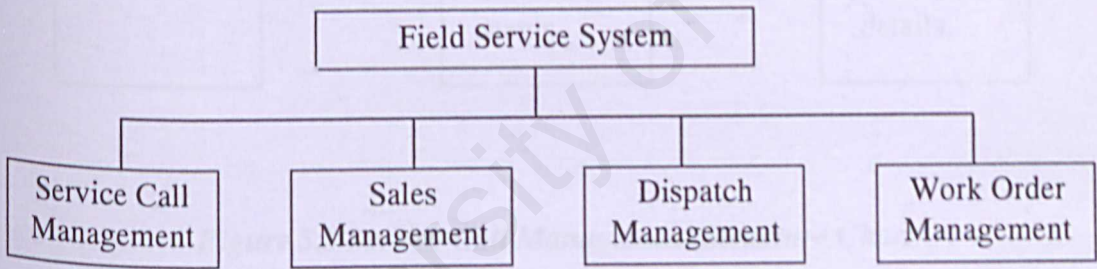 details.
Field Service System
Service Call
Management
Sales
Management
Dispatch
Management
Work Order
Management